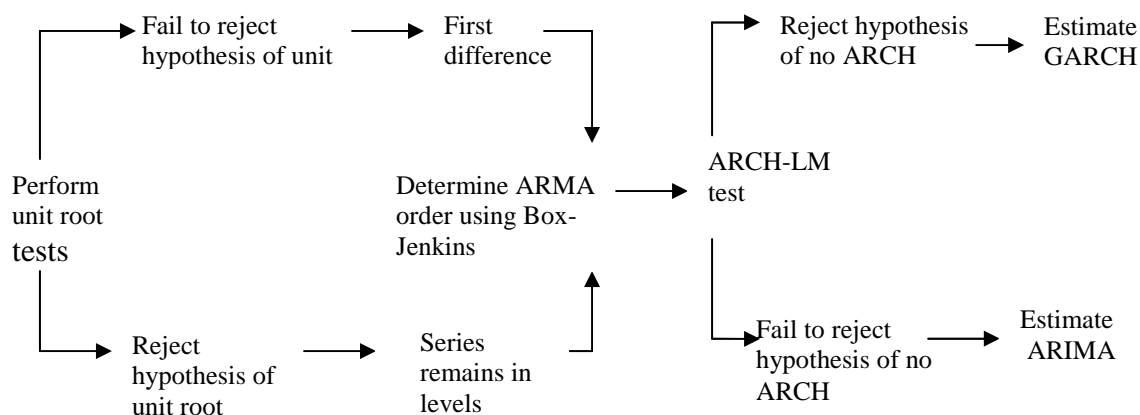 Perform
unit root
tests
Fail to reject
hypothesis of unit
First
difference
Reject
hypothesis of
unit root
Series
remains in
levels
Determine ARMA
order using Box-
Jenkins
ARCH-LM
test
Reject hypothesis
of no ARCH
Estimate
GARCH
Fail to reject
hypothesis of no
ARCH
Estimate
ARIMA